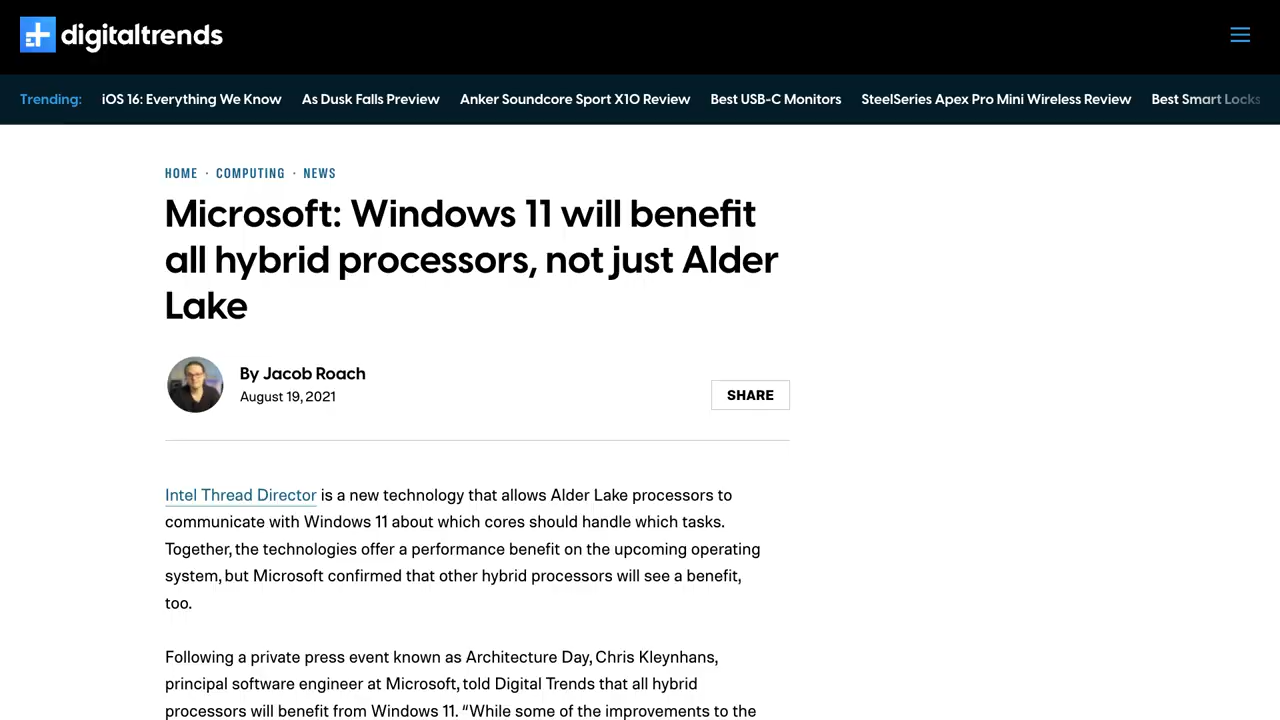 digitaltrends
Trending: iOS 16: Everything We Know As Dusk Falls Preview Anker Soundcore Sport X10 Review Best USB-C Monitors SteelSeries Apex Pro Mini Wireless Review Best Smart Locks
HOME · COMPUTING · NEWS
Microsoft: Windows 11 will benefit
all hybrid processors, not just Alder
Lake
By Jacob Roach
August 19, 2021
SHARE
Intel Thread Director is a new technology that allows Alder Lake processors to
communicate with Windows 11 about which cores should handle which tasks.
Together, the technologies offer a performance benefit on the upcoming operating
system, but Microsoft confirmed that other hybrid processors will see a benefit,
too.
Following a private press event known as Architecture Day, Chris Kleynhans,
principal software engineer at Microsoft, told Digital Trends that all hybrid
processors will benefit from Windows 11. “While some of the improvements to the